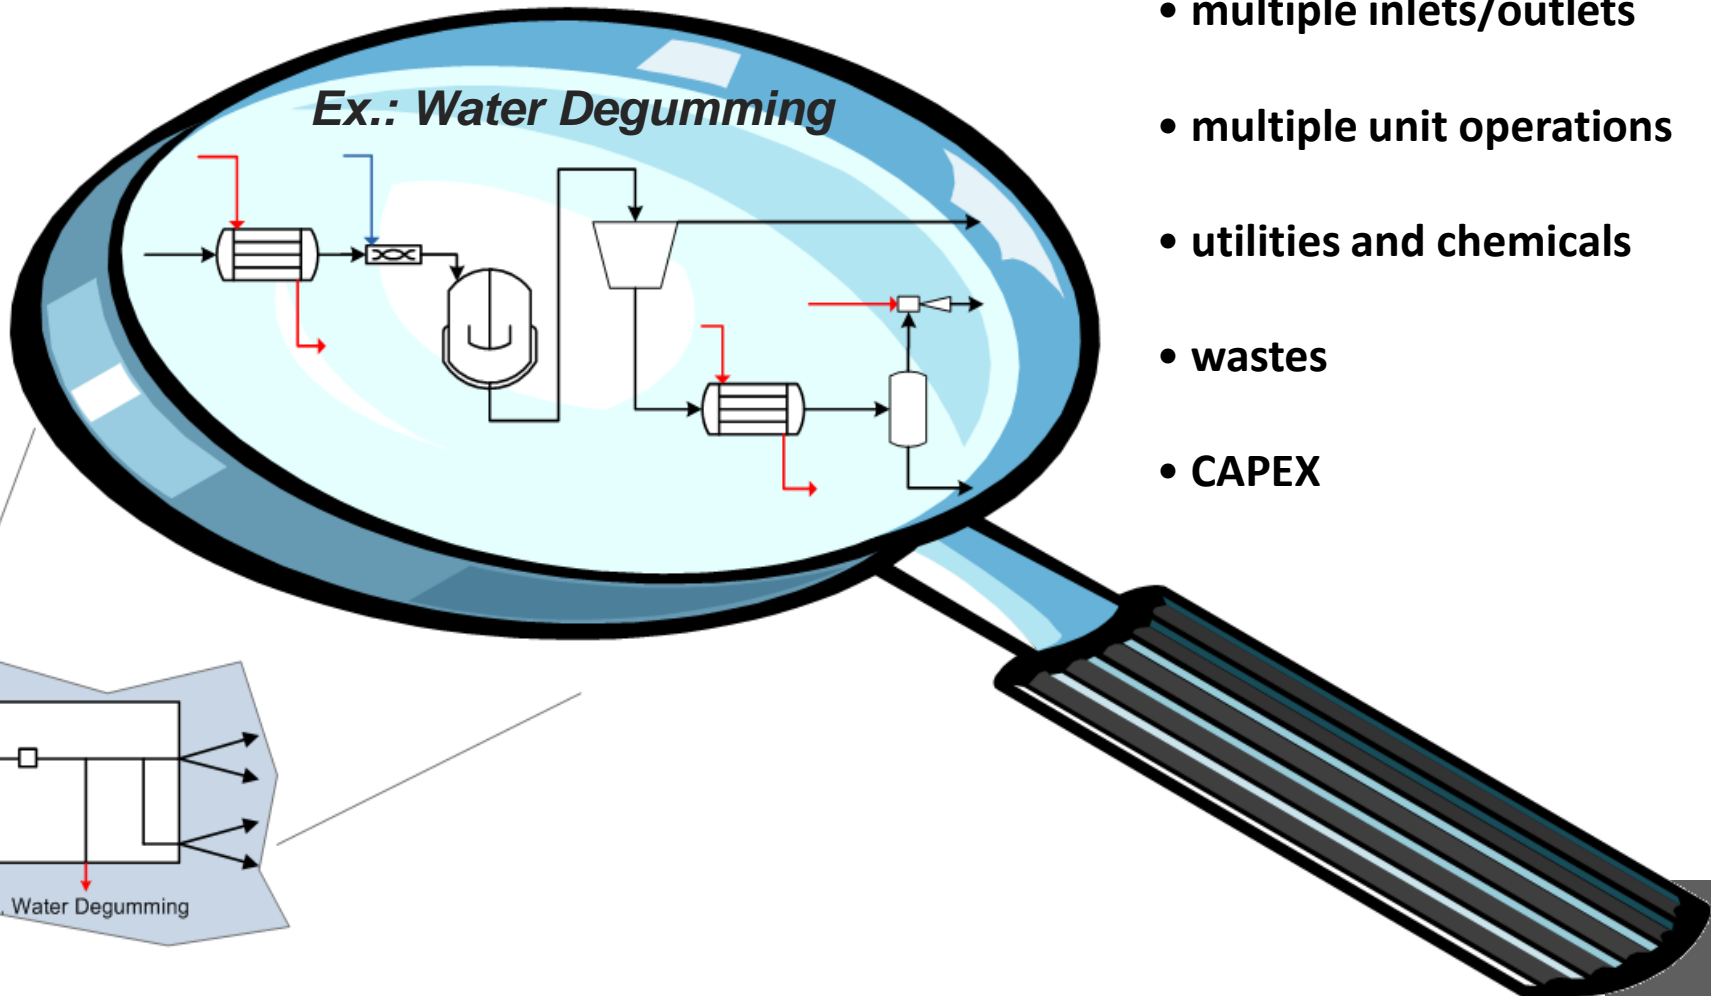 • multiple inlets/outlets
Ex.: Water Degumming
• multiple unit operations
• utilities and chemicals
• wastes
• CAPEX
Water Degumming